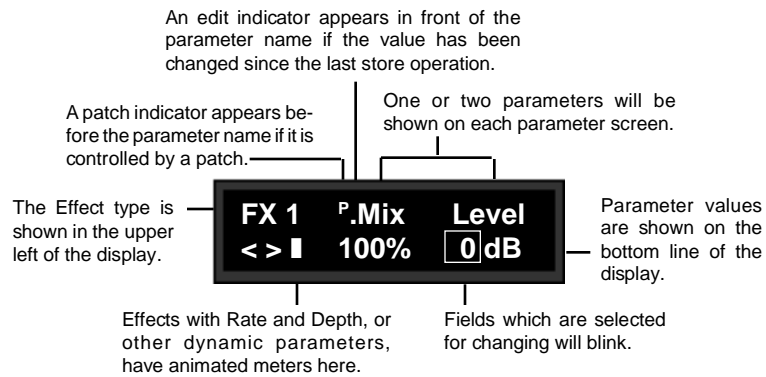 An edit indicator appears in front of the
parameter name if the value has been
changed since the last store operation.
A patch indicator appears be-
fore the parameter name if it is
controlled by a patch.
One or two parameters will be
shown on each parameter screen.
The Effect type is
shown in the upper
left of the display.
FX 1 P.Mix Level
< > 100% 0 dB
Parameter values
are shown on the
bottom line of the
display.
Effects with Rate and Depth, or
other dynamic parameters,
have animated meters here.
Fields which are selected
for changing will blink.